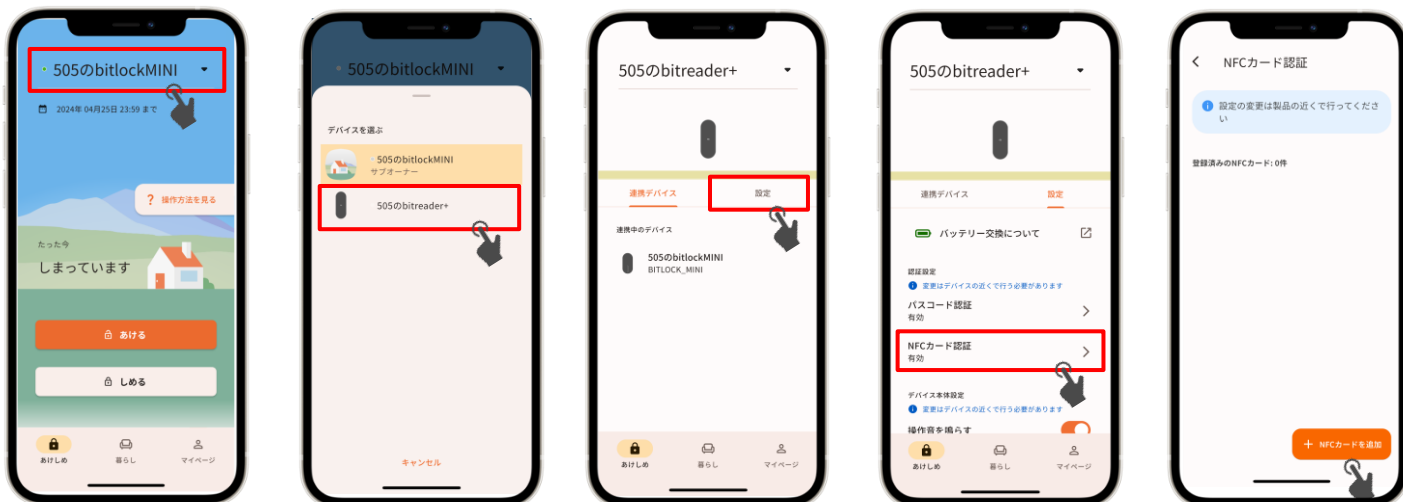 505のbitlockMINI
2024年 04月25日 23:59 まで
? 操作方法を見る
たった今
しまっています
あける
しめる
あけしめ
暮らし
マイページ
505のbitlockMINI
デバイスを選ぶ
505のbitlockMINI
サブオーナー
505のbitreader+
キャンセル
505のbitreader+
連携デバイス
設定
連携中のデバイス
505のbitlockMINI
BITLOCK_MINI
あけしめ
暮らし
マイページ
505のbitreader+
連携デバイス
設定
バッテリー交換について
認証設定
変更はデバイスの近くで行う必要があります
パスコード認証
有効
NFCカード認証
有効
デバイス本体設定
変更はデバイスの近くで行う必要があります
操作音を鳴らす
あけしめ
暮らし
マイページ
NFCカード認証
設定の変更は製品の近くで行ってくださ
い
登録済みのNFCカード: 0件
+ NFCカードを追加